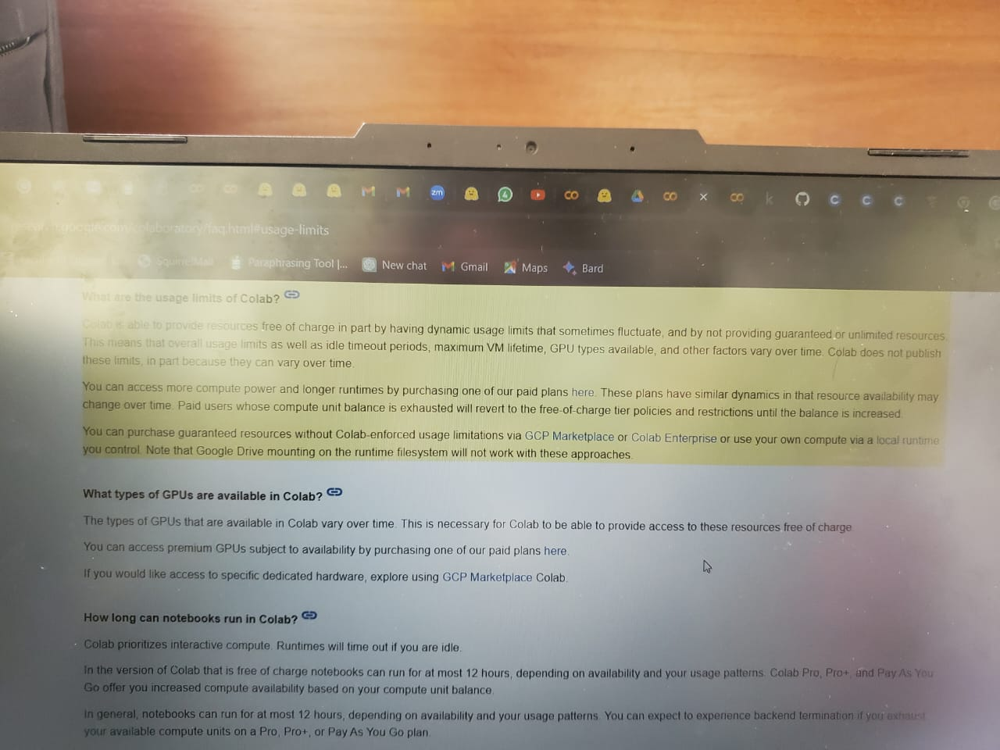 google.com/colaboratory/faq.html#usage-limits
SquirrelMail Paraphrasing Tool |... New chat Gmail Maps Bard
zm
4
What are the usage limits of Colab?
Colab is able to provide resources free of charge in part by having dynamic usage limits that sometimes fluctuate, and by not providing guaranteed or unlimited resources.
This means that overall usage limits as well as idle timeout periods, maximum VM lifetime, GPU types available, and other factors vary over time. Colab does not publish
these limits, in part because they can vary over time.
You can access more compute power and longer runtimes by purchasing one of our paid plans here. These plans have similar dynamics in that resource availability may
change over time. Paid users whose compute unit balance is exhausted will revert to the free-of-charge tier policies and restrictions until the balance is increased.
You can purchase guaranteed resources without Colab-enforced usage limitations via GCP Marketplace or Colab Enterprise or use your own compute via a local runtime
you control. Note that Google Drive mounting on the runtime filesystem will not work with these approaches.
What types of GPUs are available in Colab?
The types of GPUs that are available in Colab vary over time. This is necessary for Colab to be able to provide access to these resources free of charge.
You can access premium GPUs subject to availability by purchasing one of our paid plans here.
If you would like access to specific dedicated hardware, explore using GCP Marketplace Colab.
How long can notebooks run in Colab?
Colab prioritizes interactive compute. Runtimes will time out if you are idle.
In the version of Colab that is free of charge notebooks can run for at most 12 hours, depending on availability and your usage patterns. Colab Pro, Pro+, and Pay As You
Go offer you increased compute availability based on your compute unit balance.
In general, notebooks can run for at most 12 hours, depending on availability and your usage patterns. You can expect to experience backend termination if you exhaust
your available compute units on a Pro, Pro+, or Pay As You Go plan.